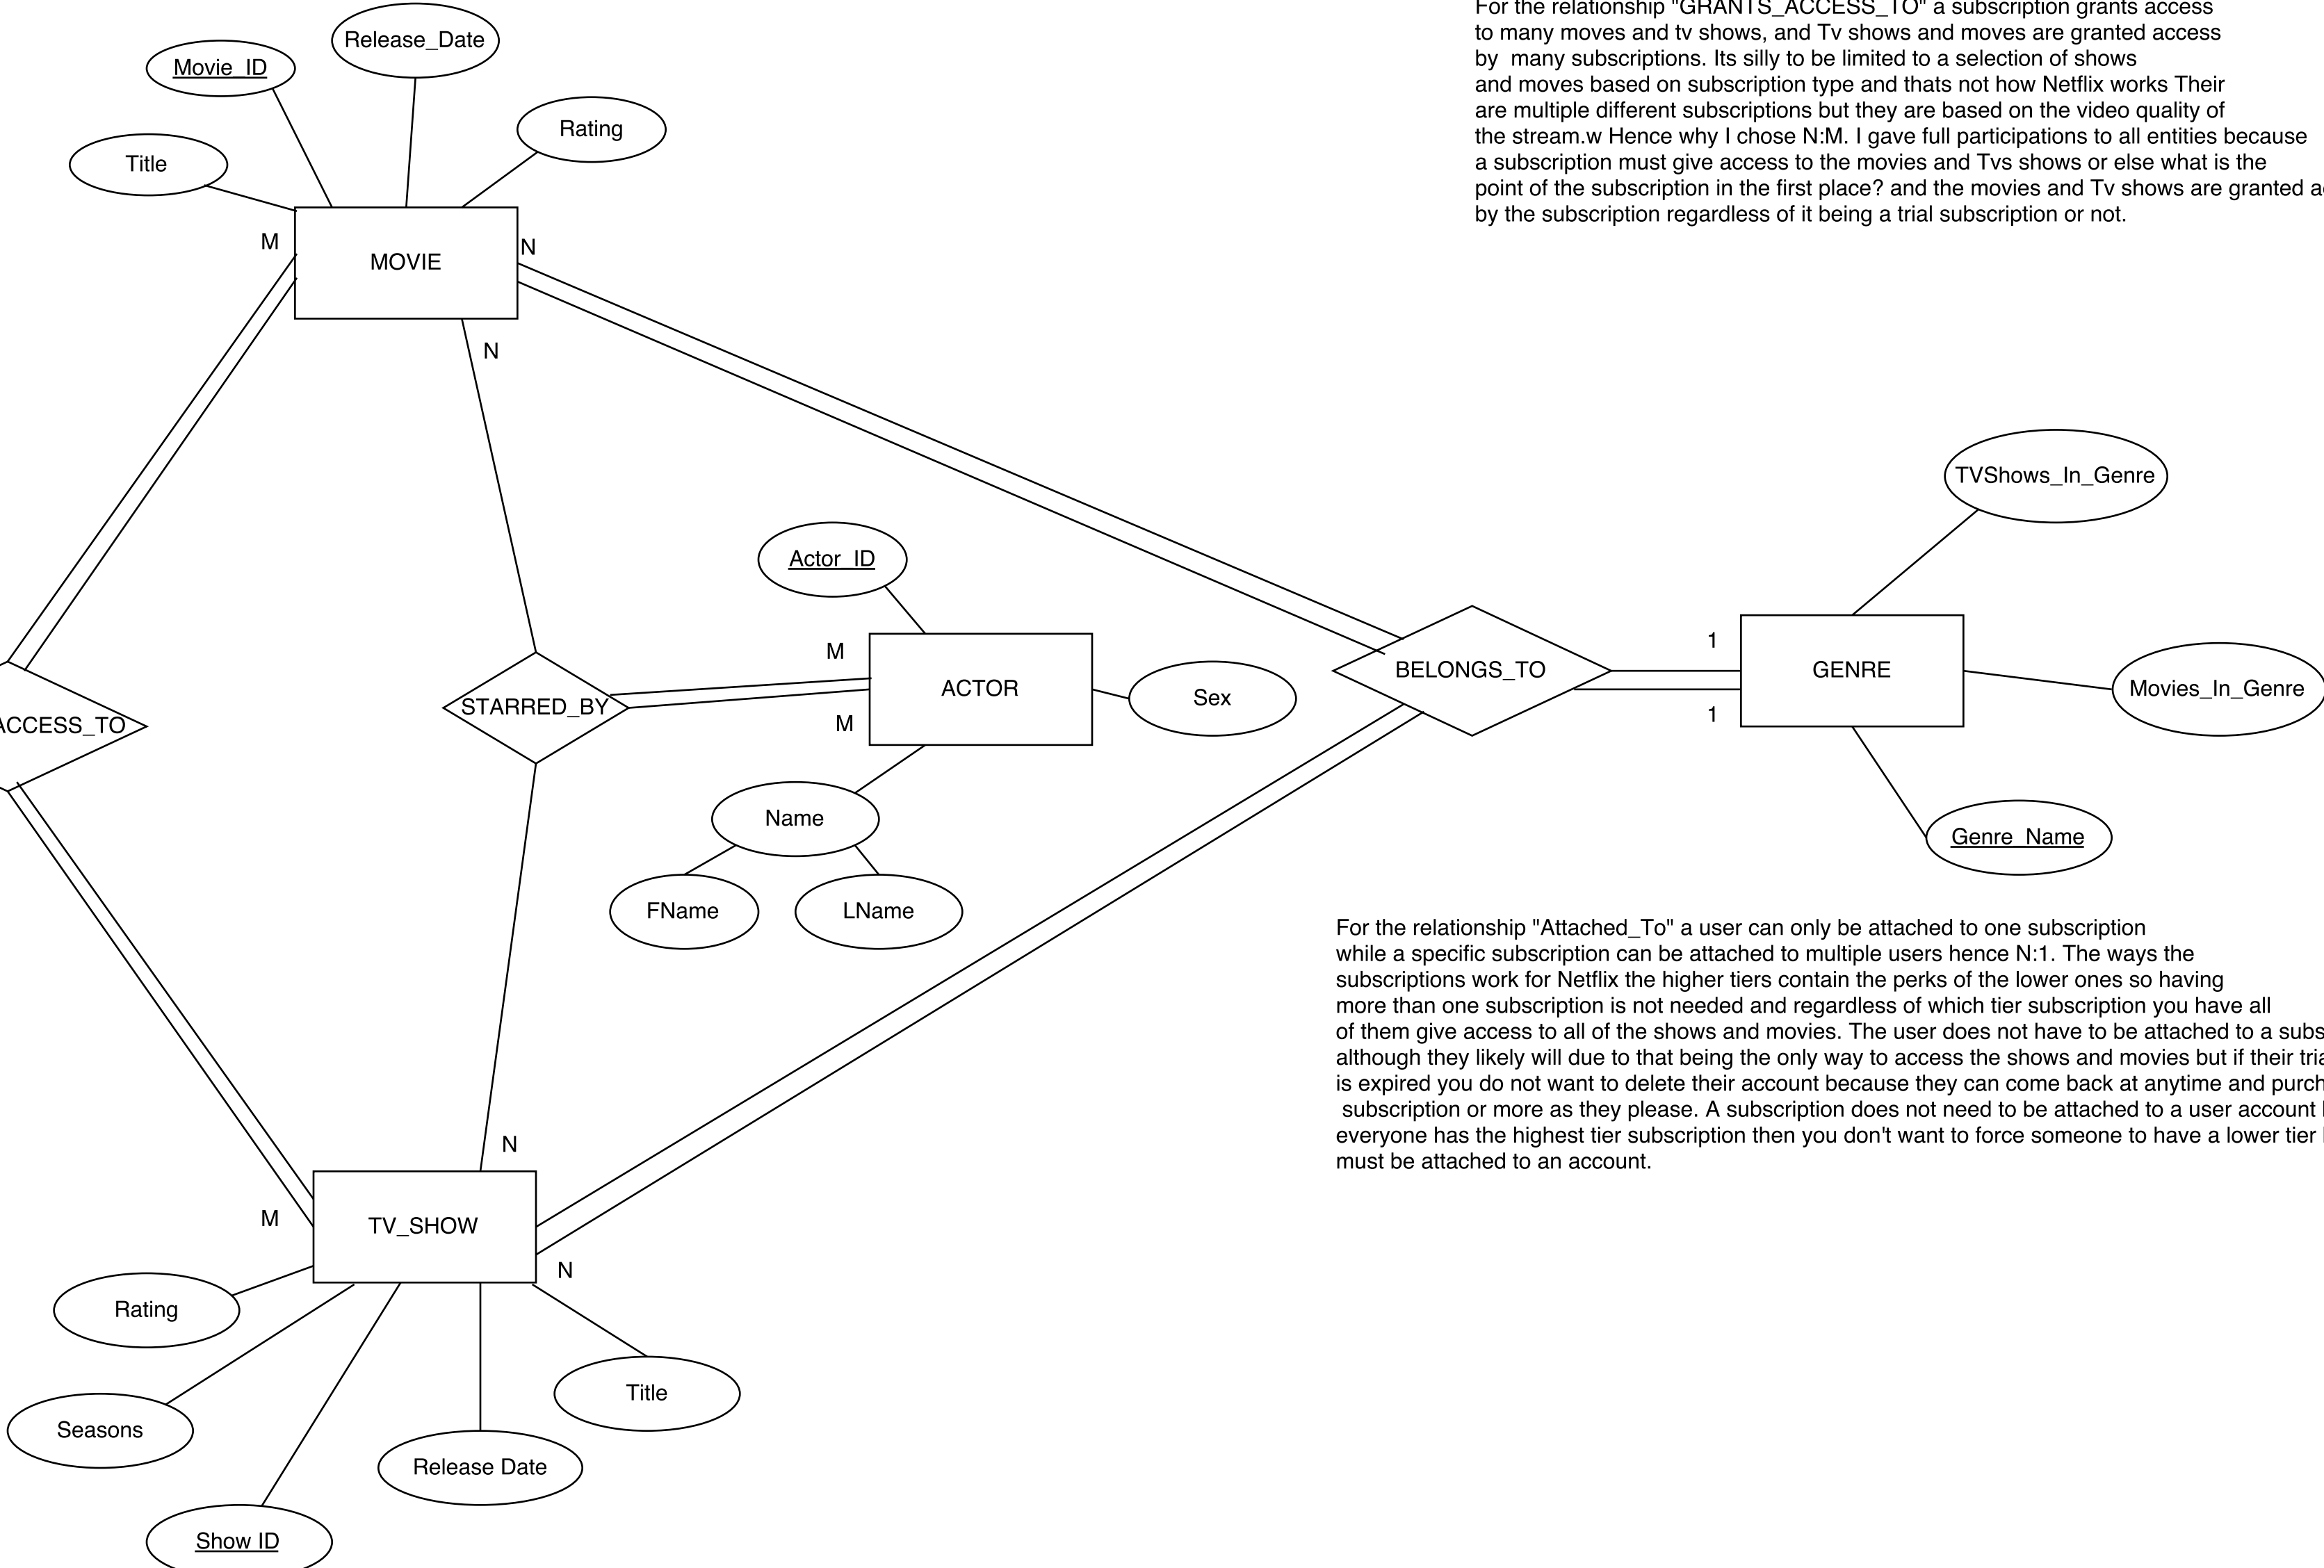 For the relationship "GRANTS_ACCESS_TO" a subscription grants access
to many moves and tv shows, and Tv shows and moves are granted access
by  many subscriptions. Its silly to be limited to a selection of shows
and moves based on subscription type and thats not how Netflix works Their
are multiple different subscriptions but they are based on the video quality of
the stream.w Hence why I chose N:M. I gave full participations to all entities because
a subscription must give access to the movies and Tvs shows or else what is the
point of the subscription in the first place? and the movies and Tv shows are granted
by the subscription regardless of it being a trial subscription or not.
Release_Date
Movie_ID
Rating
Title
M
N
MOVIE
N
TVShows_In_Genre
Actor_ID
M
1
ACTOR
BELONGS_TO
GENRE
Sex
Movies_In_Genre
ACCESS_TO
STARRED_BY
M
1
Name
Genre_Name
FName
LName
For the relationship "Attached_To" a user can only be attached to one subscription
while a specific subscription can be attached to multiple users hence N:1. The ways the
subscriptions work for Netflix the higher tiers contain the perks of the lower ones so having
more than one subscription is not needed and regardless of which tier subscription you have all
of them give access to all of the shows and movies. The user does not have to be attached to a subs
although they likely will due to that being the only way to access the shows and movies but if their
is expired you do not want to delete their account because they can come back at anytime and purch
subscription or more as they please. A subscription does not need to be attached to a user account
everyone has the highest tier subscription then you don't want to force someone to have a lower tier
must be attached to an account.
N
M
TV_SHOW
N
Rating
Title
Seasons
Release Date
Show ID